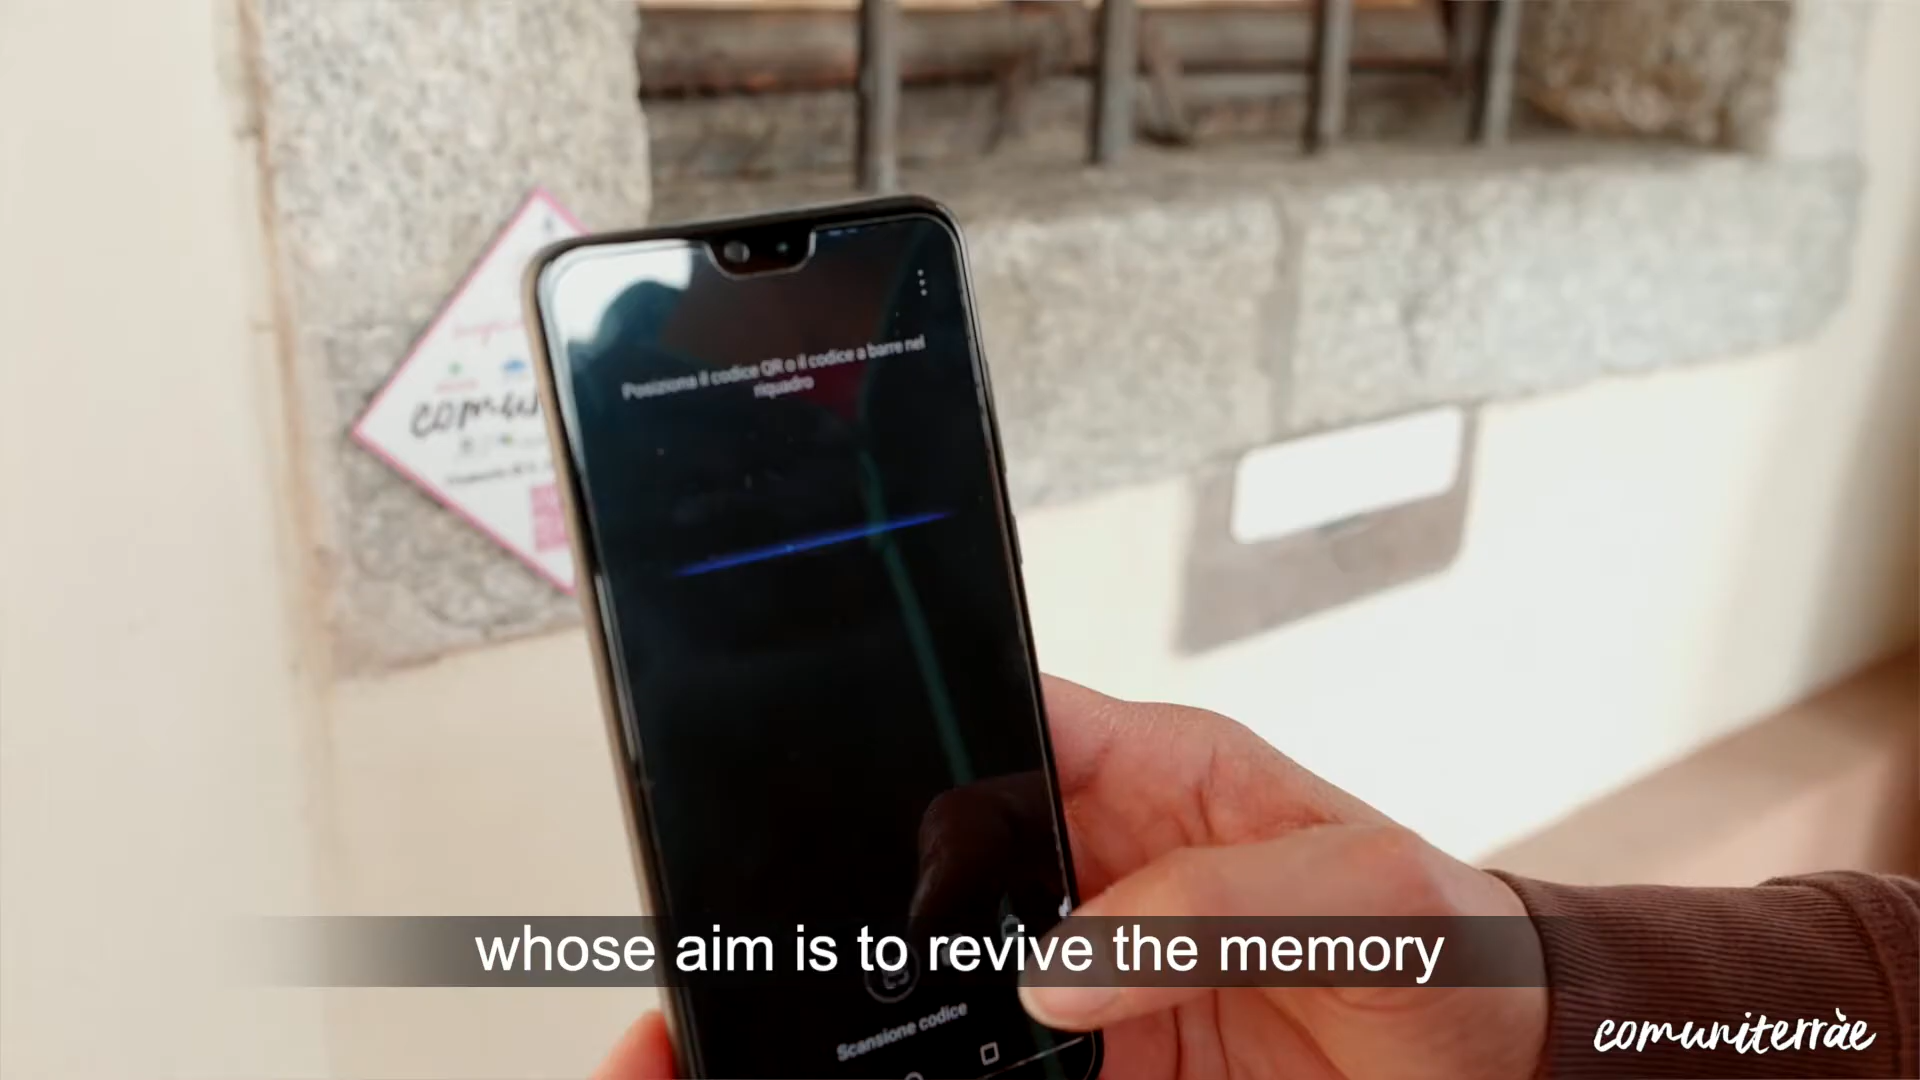 Posiziona il codice QR o il codice a barre nel
riquadro
comu
whose aim is to revive the memory
Scansione codice
comuniterràe